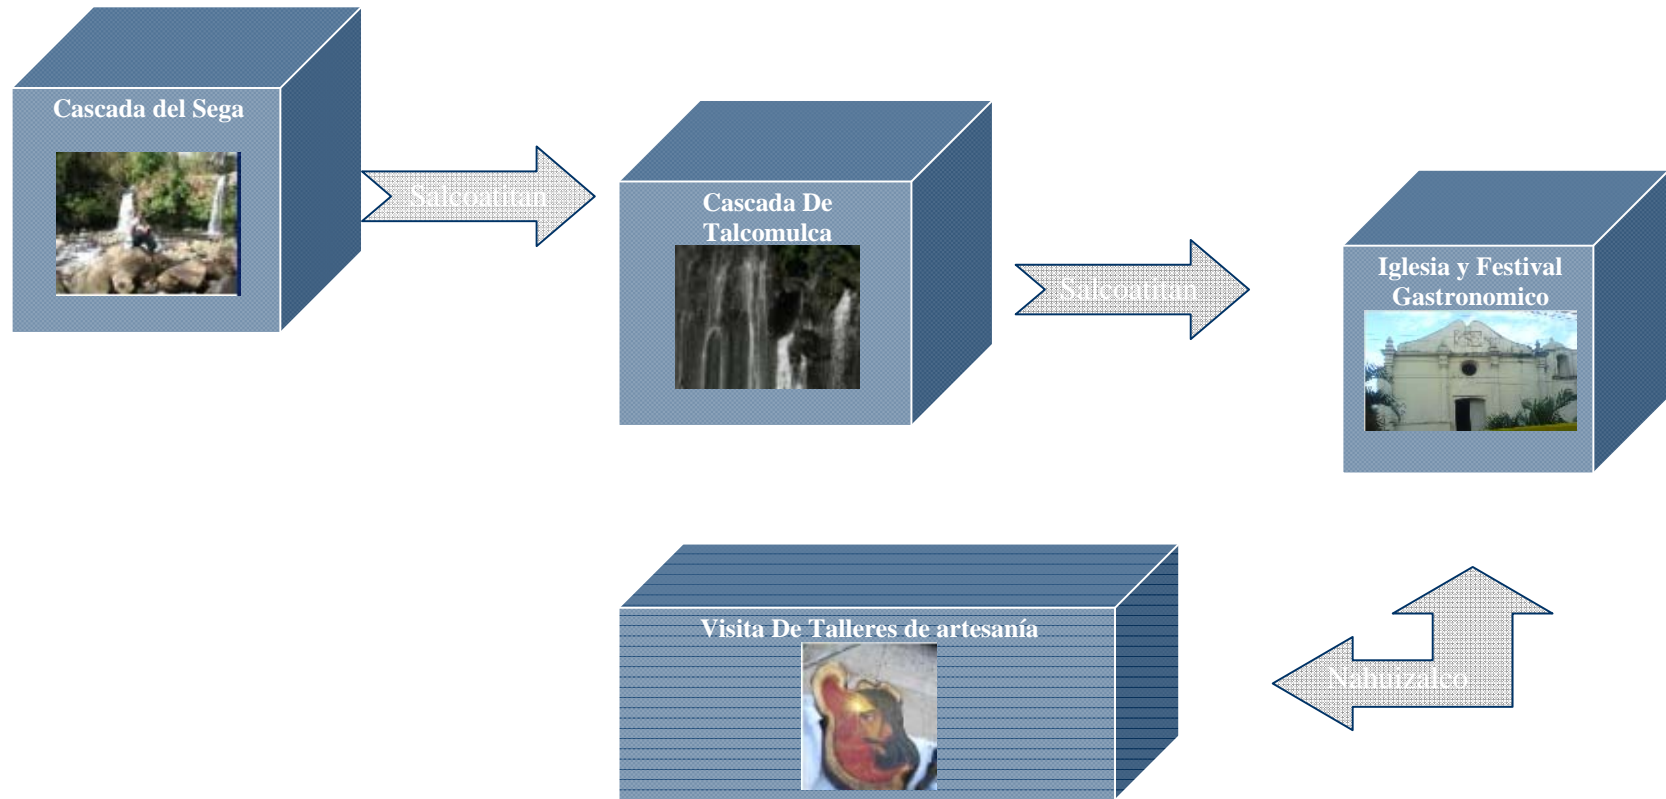 Cascada del Sega
Salcoatitan
Cascada De
Talcomulca
Salcoatitan
Iglesia y Festival
Gastronomico
Visita De Talleres de artesanía
Nahuizalco